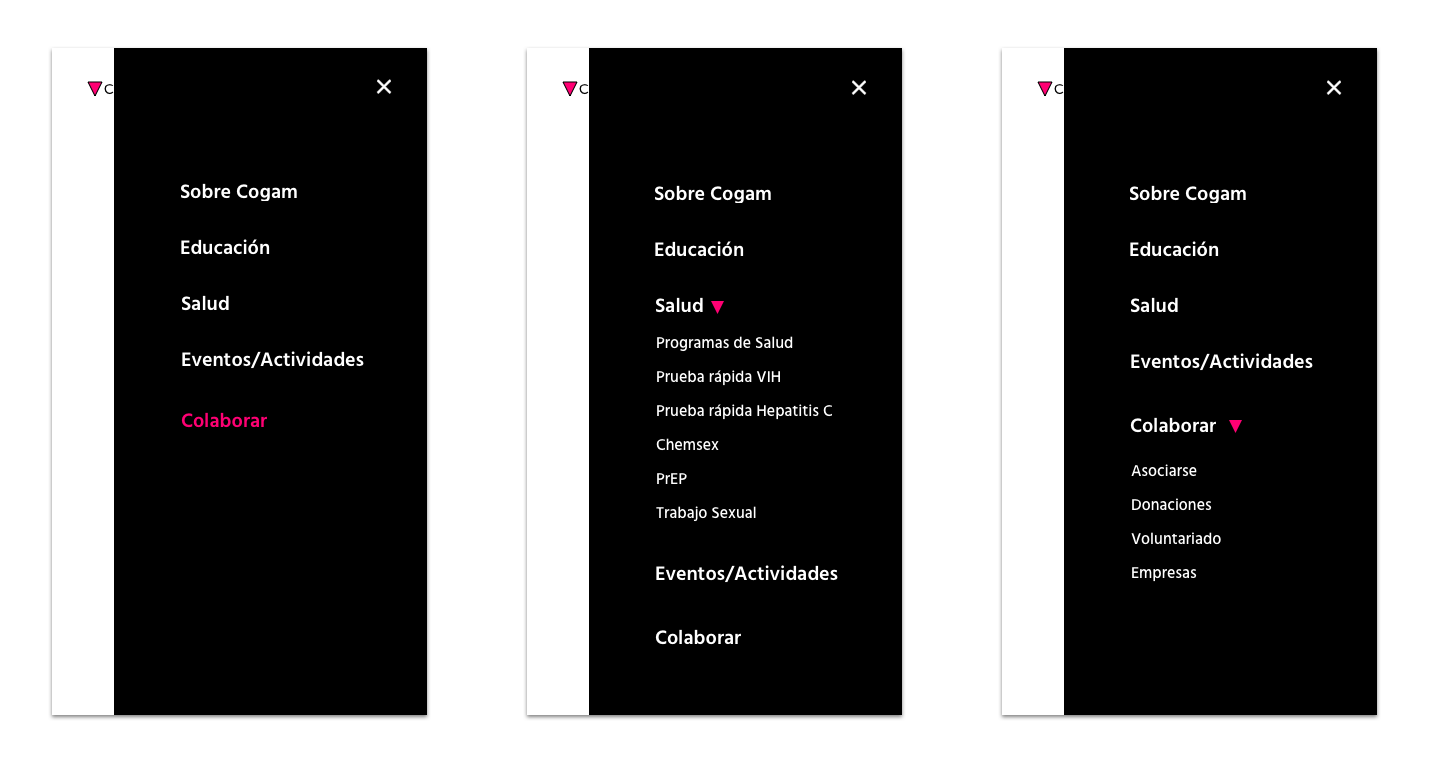 C
Sobre Cogam
Educación
Salud
Eventos/Actividades
Colaborar
C
Sobre Cogam
Educación
Salud
Programas de Salud
Prueba rápida VIH
Prueba rápida Hepatitis C
Chemsex
PrEP
Trabajo Sexual
Eventos/Actividades
Colaborar
C
Sobre Cogam
Educación
Salud
Eventos/Actividades
Colaborar
Asociarse
Donaciones
Voluntariado
Empresas